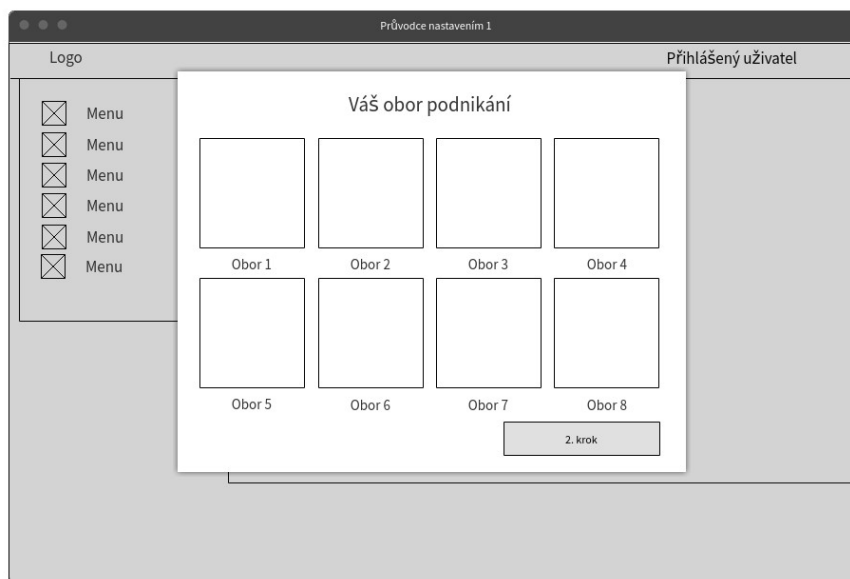 Průvodce nastavením 1
Logo
Přihlášený uživatel
Menu
Menu
Menu
Menu
Menu
Menu
Váš obor podnikání
Obor 1 Obor 2 Obor 3 Obor 4
Obor 5 Obor 6 Obor 7 Obor 8
2. krok